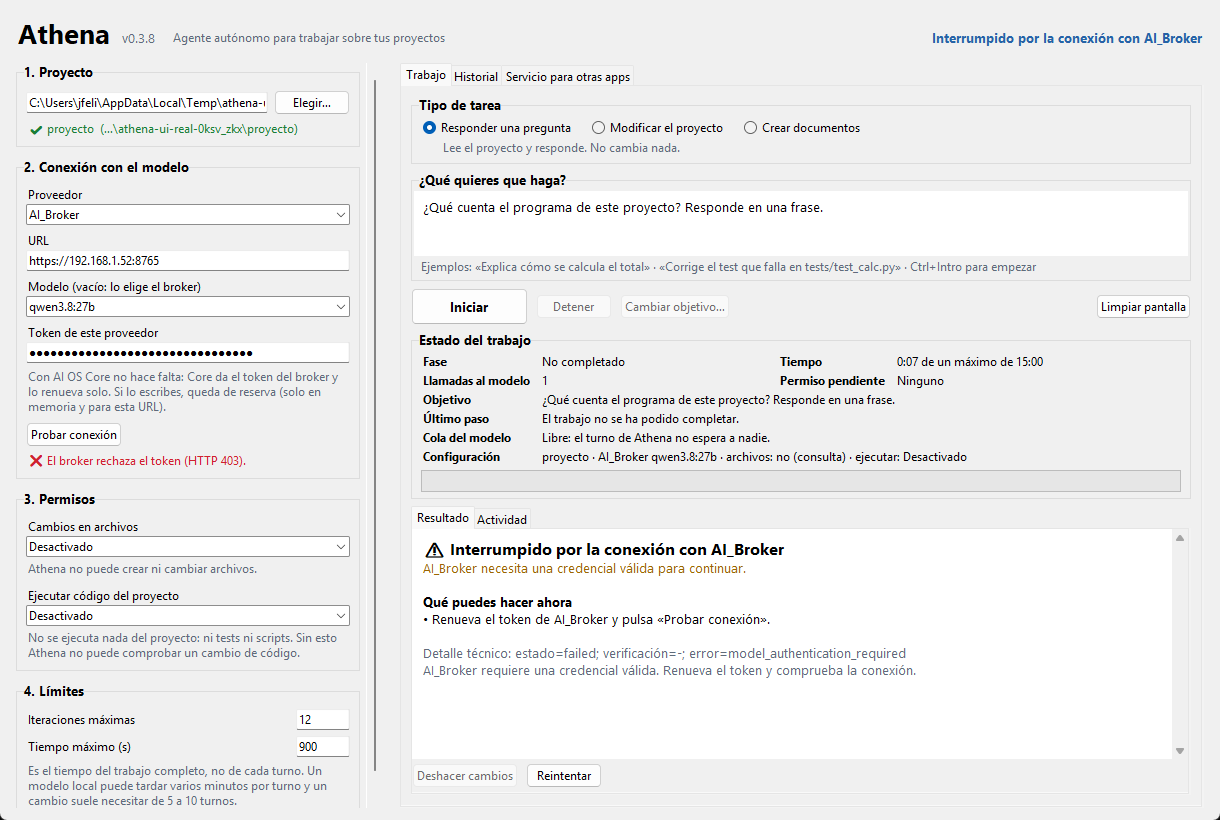 Athena v0.3.8 Agente autónomo para trabajar sobre tus proyectos
Interrumpido por la conexión con AI_Broker
1. Proyecto
C:\Users\jfeli\AppData\Local\Temp\athena-u
Elegir...
proyecto (...\athena-ui-real-0ksv_zkx\proyecto)
2. Conexión con el modelo
Proveedor
AI_Broker
URL
https://192.168.1.52:8765
Modelo (vacío: lo elige el broker)
qwen3.8:27b
Token de este proveedor
Con AI OS Core no hace falta: Core da el token del broker y
lo renueva solo. Si lo escribes, queda de reserva (solo en
memoria y para esta URL).
Probar conexión
El broker rechaza el token (HTTP 403).
3. Permisos
Cambios en archivos
Desactivado
Athena no puede crear ni cambiar archivos.
Ejecutar código del proyecto
Desactivado
No se ejecuta nada del proyecto: ni tests ni scripts. Sin esto
Athena no puede comprobar un cambio de código.
4. Límites
Iteraciones máximas 12
Tiempo máximo (s) 900
Es el tiempo del trabajo completo, no de cada turno. Un
modelo local puede tardar varios minutos por turno y un
cambio suele necesitar de 5 a 10 turnos.
Trabajo Historial Servicio para otras apps
Tipo de tarea
Responder una pregunta Modificar el proyecto Crear documentos
Lee el proyecto y responde. No cambia nada.
¿Qué quieres que haga?
¿Qué cuenta el programa de este proyecto? Responde en una frase.
Ejemplos: «Explica cómo se calcula el total» · «Corrige el test que falla en tests/test_calc.py» · Ctrl+Intro para empezar
Iniciar Detener Cambiar objetivo... Limpiar pantalla
Estado del trabajo
Fase No completado Tiempo 0:07 de un máximo de 15:00
Llamadas al modelo 1 Permiso pendiente Ninguno
Objetivo ¿Qué cuenta el programa de este proyecto? Responde en una frase.
Último paso El trabajo no se ha podido completar.
Cola del modelo Libre: el turno de Athena no espera a nadie.
Configuración proyecto · AI_Broker qwen3.8:27b · archivos: no (consulta) · ejecutar: Desactivado
Resultado Actividad
Interrumpido por la conexión con AI_Broker
AI_Broker necesita una credencial válida para continuar.
Qué puedes hacer ahora
• Renueva el token de AI_Broker y pulsa «Probar conexión».
Detalle técnico: estado=failed; verificación=-; error=model_authentication_required
AI_Broker requiere una credencial válida. Renueva el token y comprueba la conexión.
Deshacer cambios Reintentar